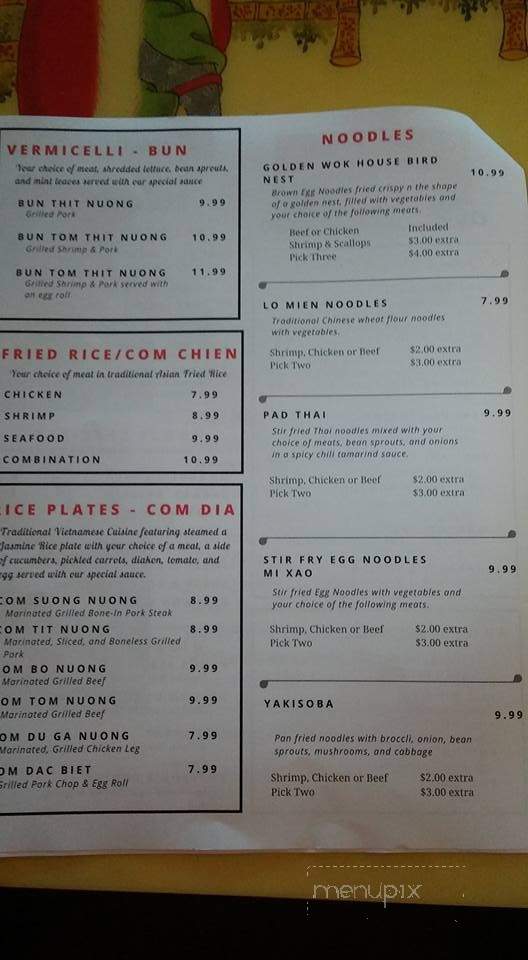 VERMICELLI - BUN
Your choice of meat, shredded lettuce, bean sprouts,
and mint leaves served with our special sauce
BUN THIT NUONG 9.99
Grilled Pork
BUN TOM THIT NUONG 10.99
Grilled Shrimp & Pork
BUN TOM THIT NUONG 11.99
Grilled Shrimp & Pork served with
an egg roll
FRIED RICE/COM CHIEN
Your choice of meat in traditional Asian Fried Rice
CHICKEN 7.99
SHRIMP 8.99
SEAFOOD 9.99
COMBINATION 10.99
RICE PLATES - COM DIA
Traditional Vietnamese Cuisine featuring steamed a
Jasmine Rice plate with your choice of a meat, a side
of cucumbers, pickled carrots, diakon, tomato, and
egg served with our special sauce.
COM SUONG NUONG 8.99
Marinated Grilled Bone-In Pork Steak
COM TIT NUONG 8.99
Marinated, Sliced, and Boneless Grilled
Pork
OM BO NUONG 9.99
Marinated Grilled Beef
OM TOM NUONG 9.99
Marinated Grilled Beef
OM DU GA NUONG 7.99
Marinated, Grilled Chicken Leg
OM DAC BIET 7.99
Grilled Pork Chop & Egg Roll
NOODLES
GOLDEN WOK HOUSE BIRD
NEST 10.99
Brown Egg Noodles fried crispy n the shape
of a golden nest, filled with vegetables and
your choice of the following meats.
Beef or Chicken Included
Shrimp & Scallops $3.00 extra
Pick Three $4.00 extra
LO MIEN NOODLES 7.99
Traditional Chinese wheat flour noodles
with vegetables.
Shrimp, Chicken or Beef $2.00 extra
Pick Two $3.00 extra
PAD THAI 9.99
Stir fried Thai noodles mixed with your
choice of meats, bean sprouts, and onions
in a spicy chili tamarind sauce.
Shrimp, Chicken or Beef $2.00 extra
Pick Two $3.00 extra
STIR FRY EGG NOODLES
MI XAO 9.99
Stir fried Egg Noodles with vegetables and
your choice of the following meats.
Shrimp, Chicken or Beef $2.00 extra
Pick Two $3.00 extra
YAKISOBA
9.99
Pan fried noodles with broccli, onion, bean
sprouts, mushrooms, and cabbage
Shrimp, Chicken or Beef $2.00 extra
Pick Two $3.00 extra
menupix